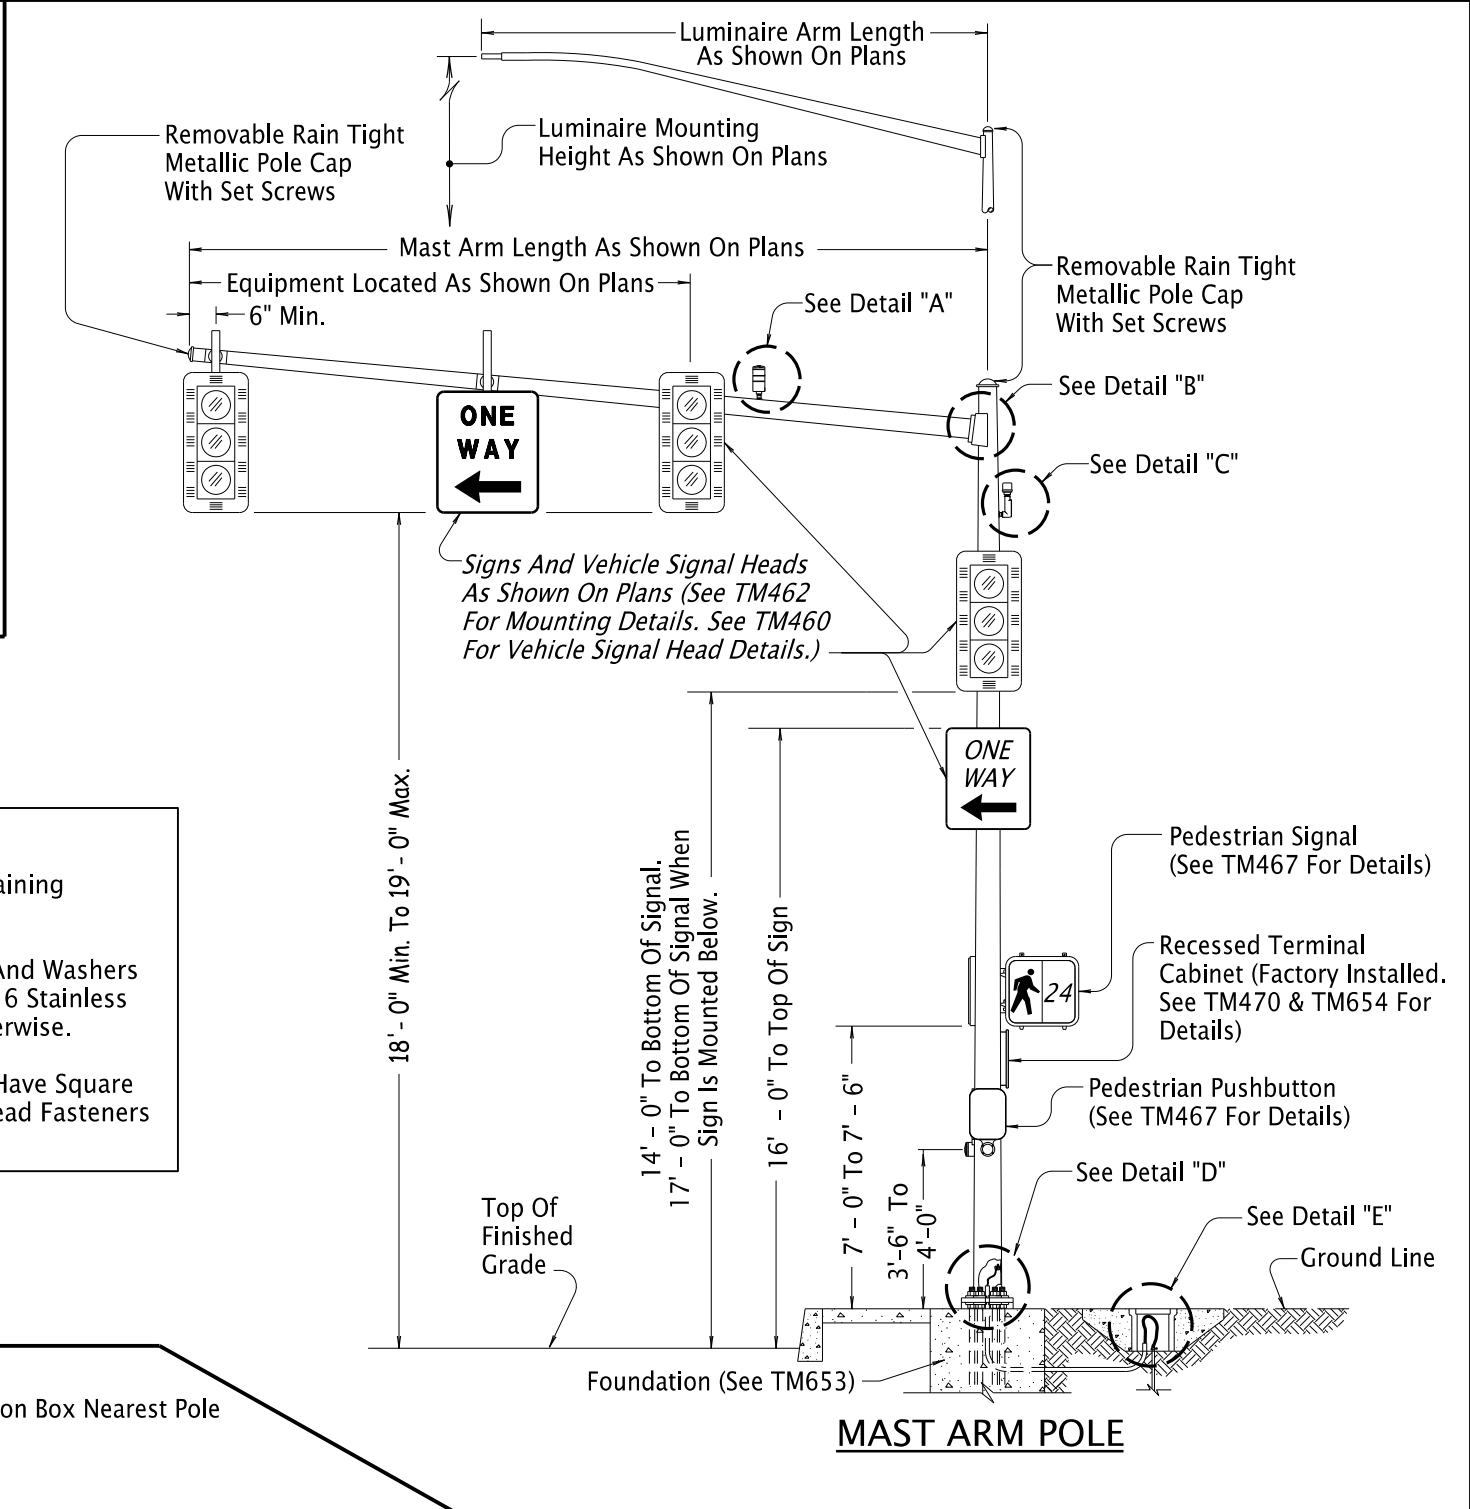 Luminaire Arm Length
As Shown On Plans
Removable Rain Tight
Metallic Pole Cap
With Set Screws
Luminaire Mounting
Height As Shown On Plans
Mast Arm Length As Shown On Plans
Equipment Located As Shown On Plans
6" Min.
See Detail "A"
Removable Rain Tight
Metallic Pole Cap
With Set Screws
See Detail "B"
See Detail "C"
ONE
WAY
Signs And Vehicle Signal Heads
As Shown On Plans (See TM462
For Mounting Details. See TM460
For Vehicle Signal Head Details.)
ONE
WAY
18'- 0" Min. To 19'- 0" Max.
14' - 0" To Bottom Of Signal.
17' - 0" To Bottom Of Signal When
Sign Is Mounted Below.
16' - 0" To Top Of Sign
7' - 0" To 7' - 6"
3'-6" To
4'-0"
Pedestrian Signal
(See TM467 For Details)
24
Recessed Terminal
Cabinet (Factory Installed.
See TM470 & TM654 For
Details)
Pedestrian Pushbutton
(See TM467 For Details)
See Detail "D"
See Detail "E"
Ground Line
Top Of
Finished
Grade
Foundation (See TM653)
MAST ARM POLE
aining
And Washers
6 Stainless
erwise.
Have Square
ead Fasteners
on Box Nearest Pole